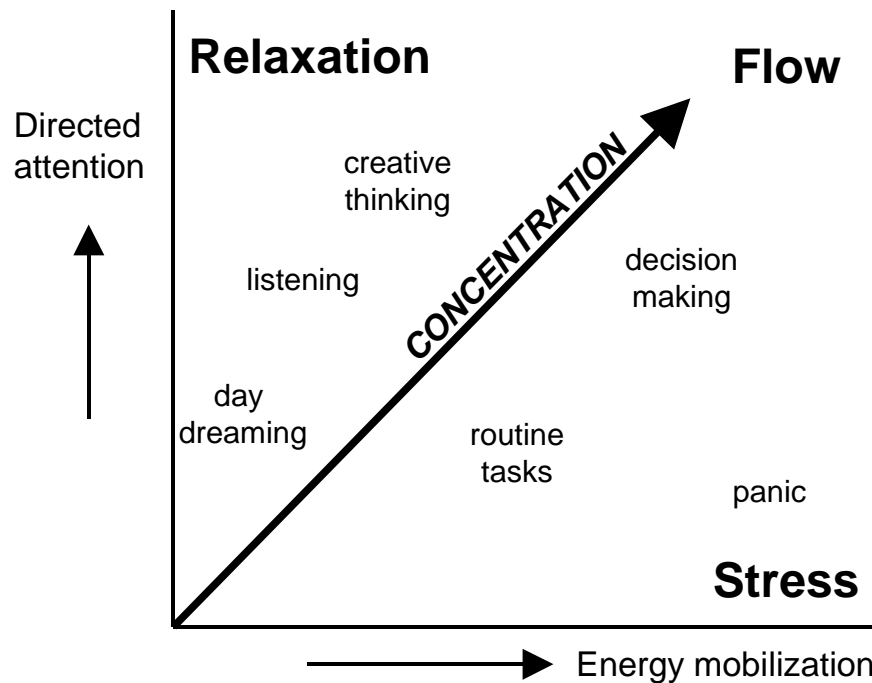 Relaxation
Flow
Directed
attention
creative
thinking
CONCENTRATION
decision
making
listening
day
dreaming
routine
tasks
panic
Stress
Energy mobilization